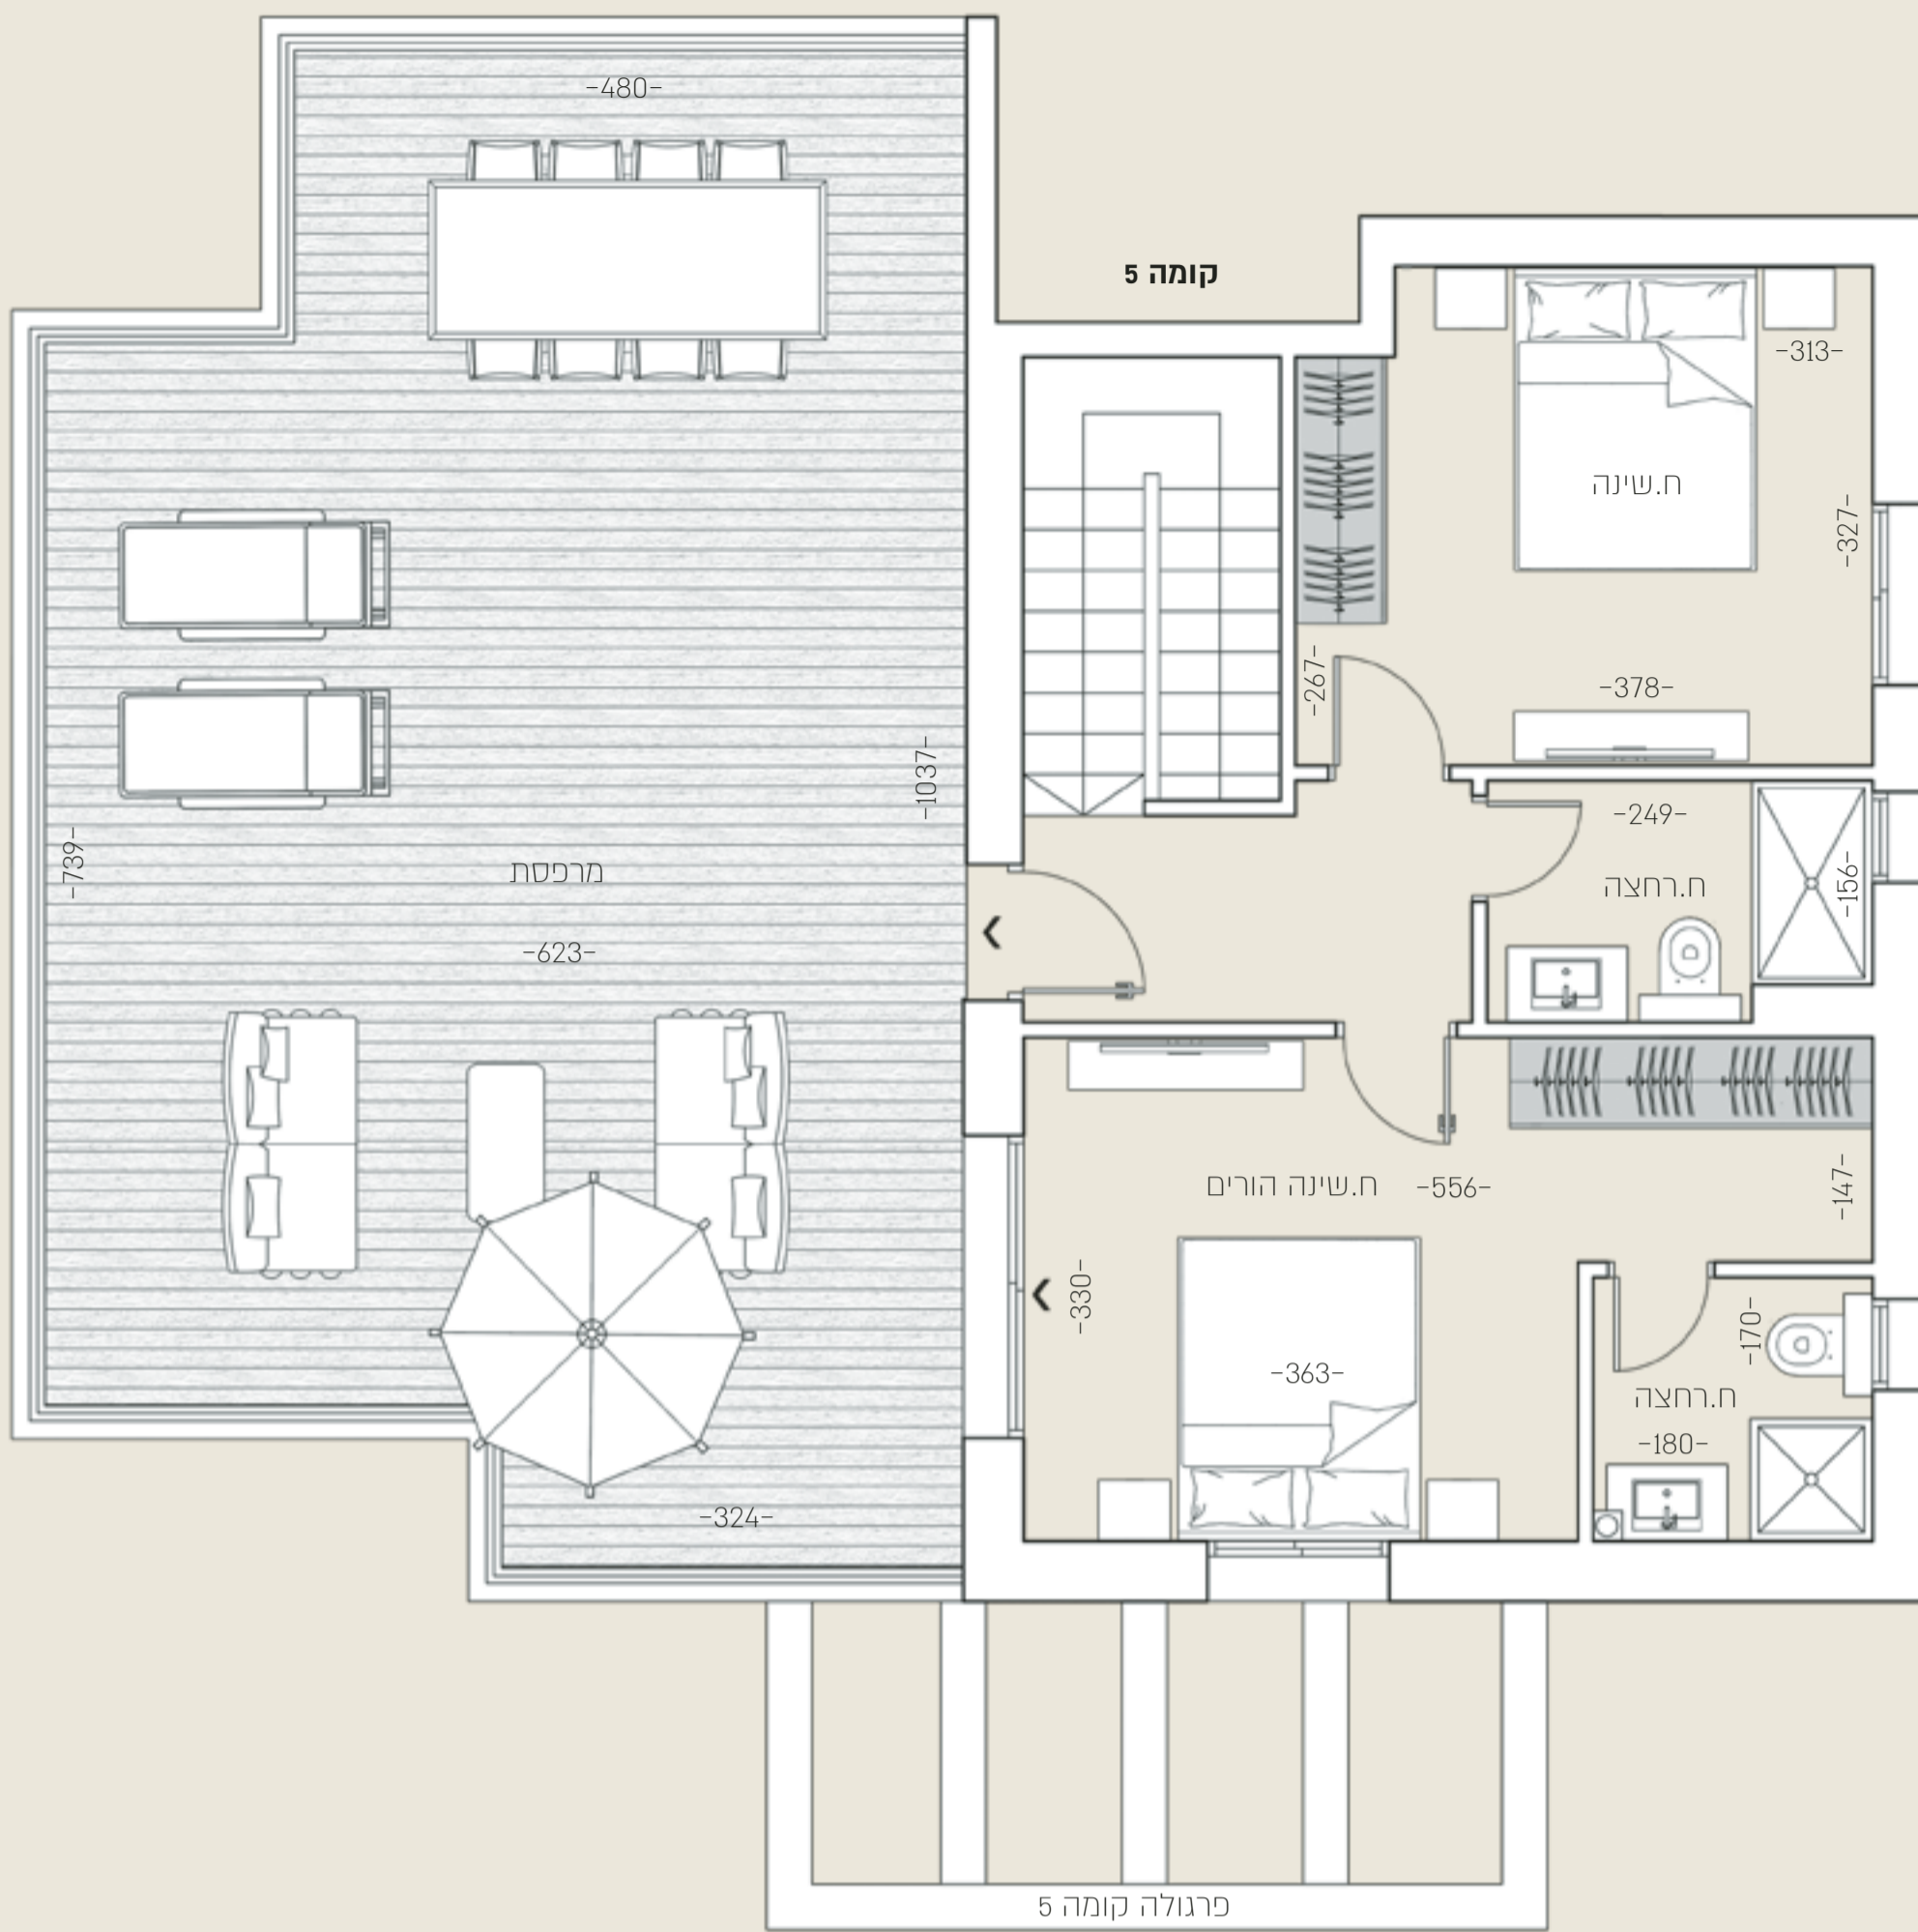 -480-
קומה 5
-313-
ח.שינה
-327-
-267-
-378-
-1037-
-249-
-739-
מרפסת
ח.רחצה
-156-
-623-
ח.שינה הורים
-556-
-147-
-330-
-170-
-363-
ח.רחצה
-180-
-324-
פרגולה קומה 5